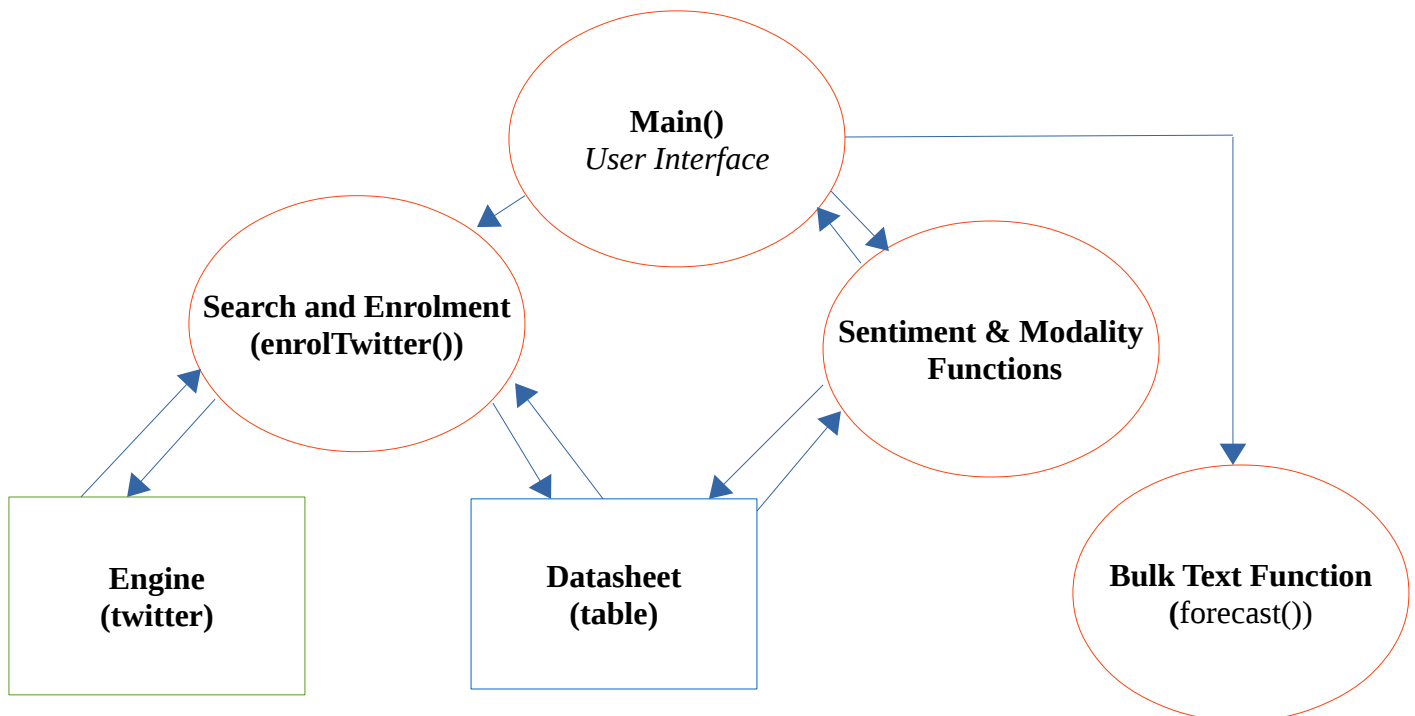 Main()
User Interface
Search and Enrolment
(enrolTwitter())
Sentiment & Modality
Functions
Engine
(twitter)
Datasheet
(table)
Bulk Text Function
(forecast())